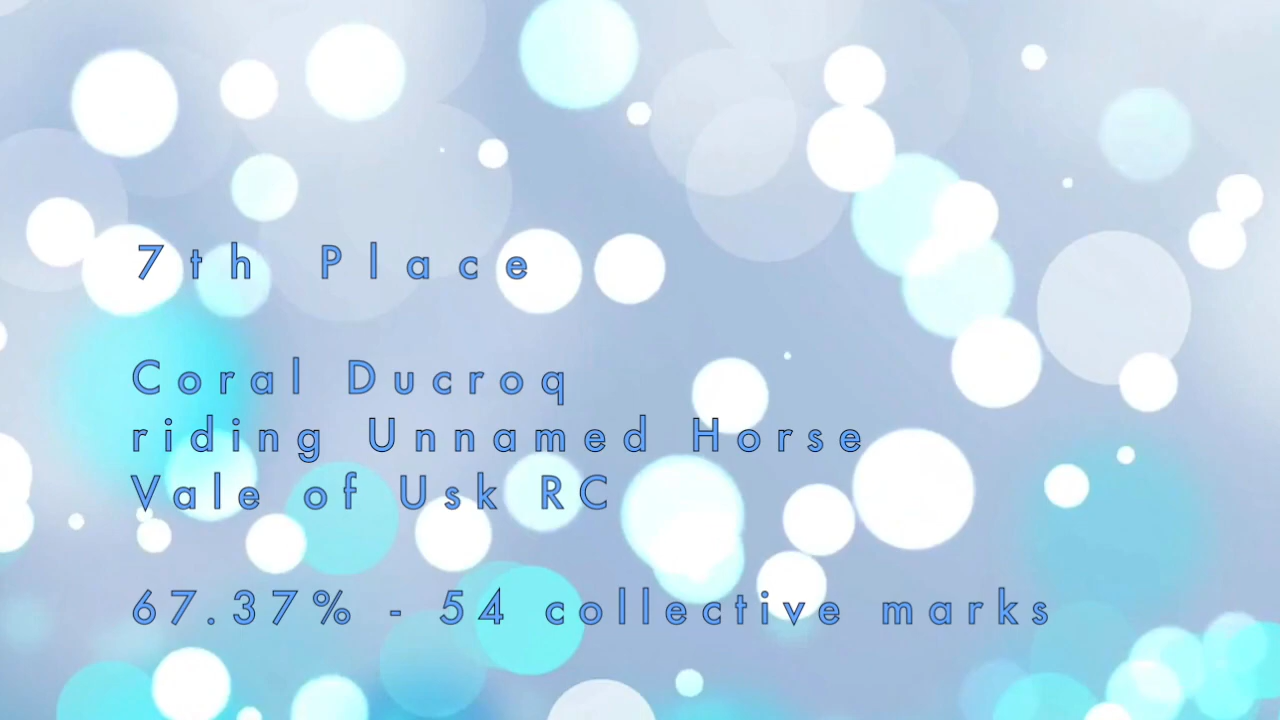 7th Place
Coral Ducroq
riding Unnamed Horse
Vale of Usk RC
67.37% - 54 collective marks